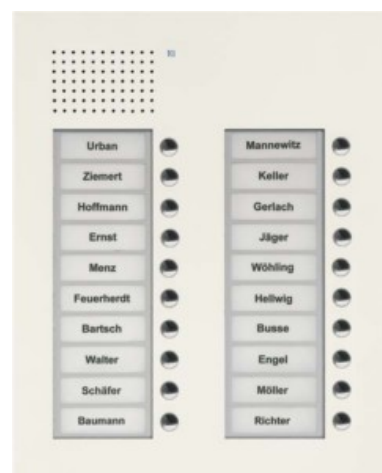 Urban
Ziemert
Hoffmann
Ernst
Menz
Feuerherdt
Bartsch
Walter
Schäfer
Baumann
Mannewitz
Keller
Gerlach
Jäger
Wöhling
Hellwig
Busse
Engel
Möller
Richter